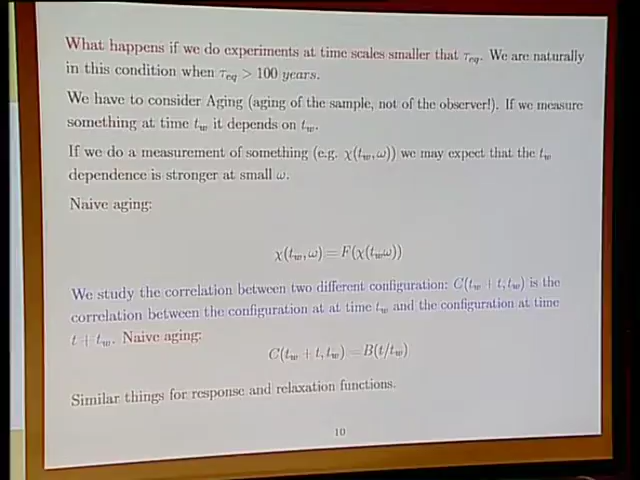 What happens if we do experiments at time scales smaller that τ_eq. We are naturally
in this condition when τ_eq > 100 years.
We have to consider Aging (aging of the sample, not of the observer!). If we measure
something at time t_w it depends on t_w.
If we do a measurement of something (e.g. χ(t_w, ω)) we may expect that the t_w
dependence is stronger at small ω.
Naive aging:
χ(t_w, ω) = F(χ(t_wω))
We study the correlation between two different configuration: C(t_w + t, t_w) is the
correlation between the configuration at at time t_w and the configuration at time
t + t_w. Naive aging:
C(t_w + t, t_w) = B(t/t_w)
Similar things for response and relaxation functions.
10